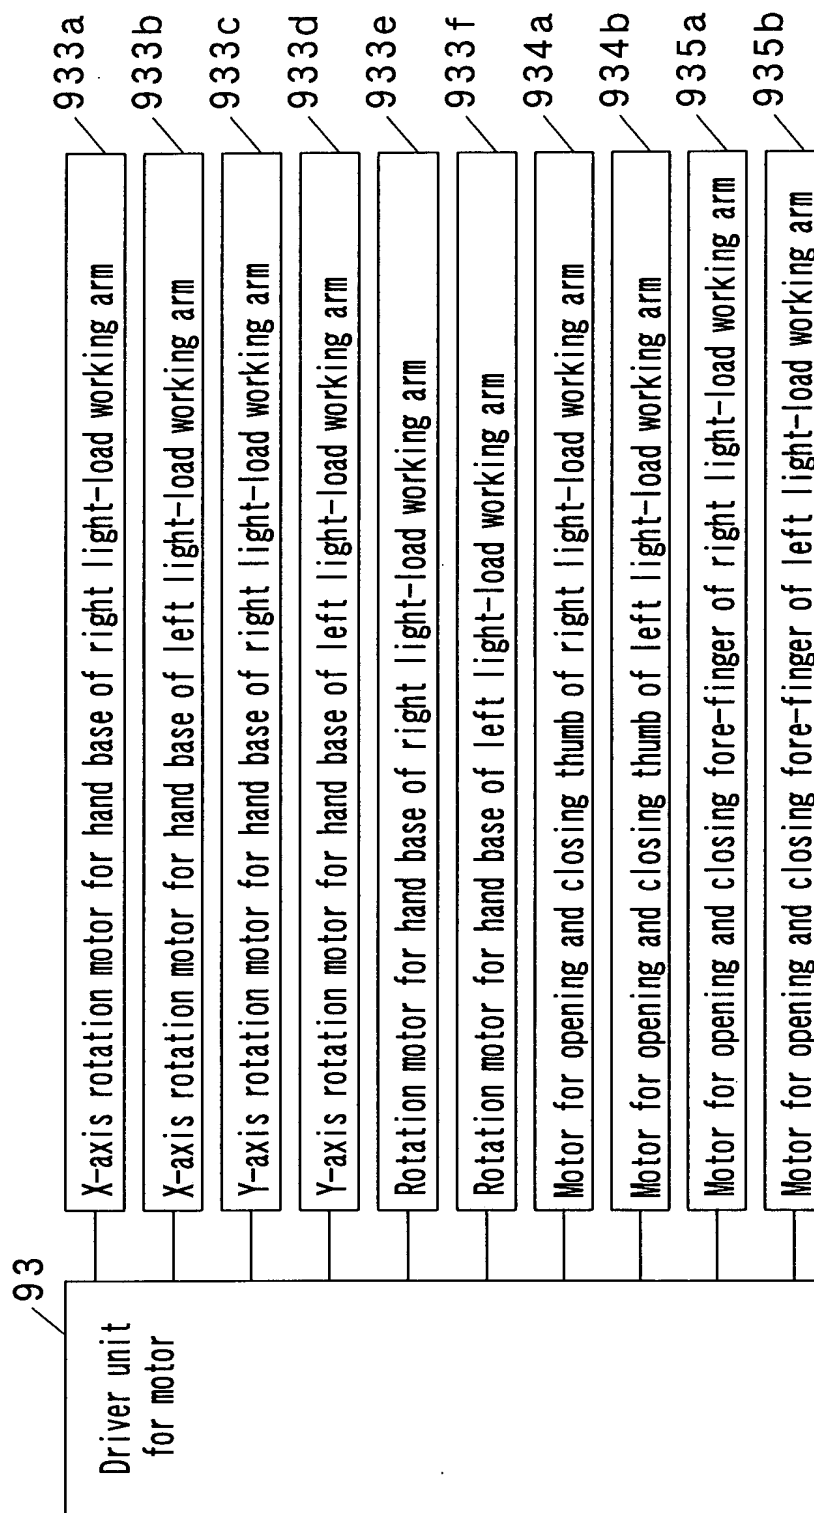 93
Driver unit
for motor
X-axis rotation motor for hand base of right light-load working arm
933a
X-axis rotation motor for hand base of left light-load working arm
933b
Y-axis rotation motor for hand base of right light-load working arm
933c
Y-axis rotation motor for hand base of left light-load working arm
933d
Rotation motor for hand base of right light-load working arm
933e
Rotation motor for hand base of left light-load working arm
933f
Motor for opening and closing thumb of right light-load working arm
934a
Motor for opening and closing thumb of left light-load working arm
934b
Motor for opening and closing fore-finger of right light-load working arm
935a
Motor for opening and closing fore-finger of left light-load working arm
935b